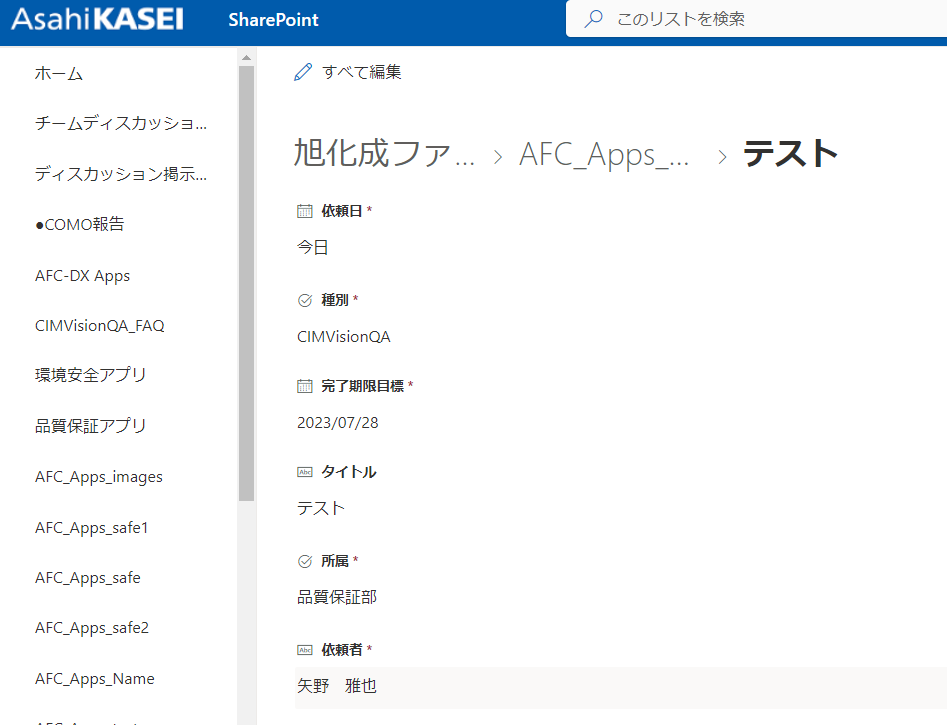 AsahiKASEI
SharePoint
このリストを検索
ホーム
チームディスカッショ...
ディスカッション掲示...
●COMO報告
AFC-DX Apps
CIMVisionQA_FAQ
環境安全アプリ
品質保証アプリ
AFC_Apps_images
AFC_Apps_safe1
AFC_Apps_safe
AFC_Apps_safe2
AFC_Apps_Name
すべて編集
旭化成ファ... > AFC_Apps_... > テスト
依頼日 *
今日
種別 *
CIMVisionQA
完了期限目標 *
2023/07/28
Abc タイトル
テスト
所属 *
品質保証部
Abc 依頼者 *
矢野　雅也